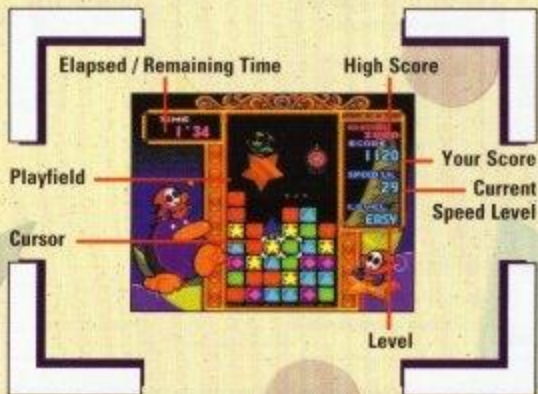 Elapsed / Remaining Time
High Score
TIME
1'34
SCORE
1120
Your Score
SPEED LV.
29
Current
Speed Level
Playfield
LEVEL
EASY
Cursor
Level